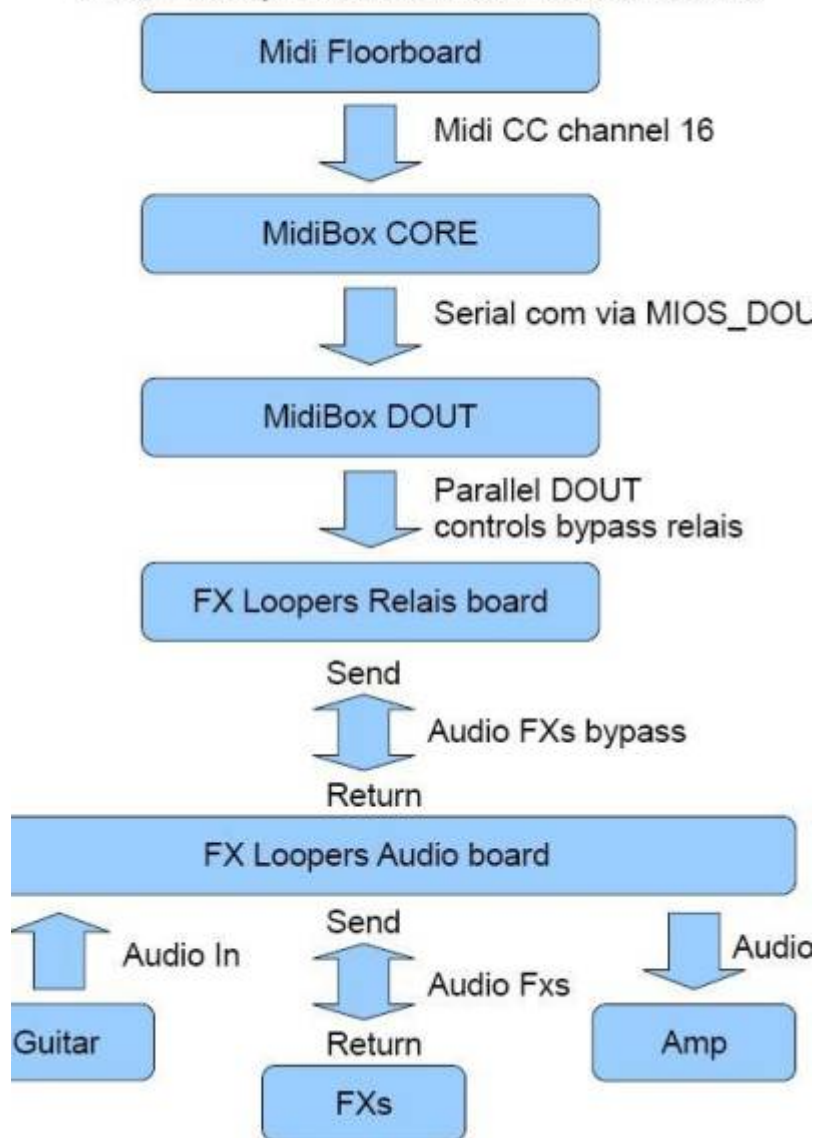 Midi Floorboard
Midi CC channel 16
MidiBox CORE
Serial com via MIOS_DOU
MidiBox DOUT
Parallel DOUT
controls bypass relais
FX Loopers Relais board
Send
Audio FXs bypass
Return
FX Loopers Audio board
Send
Audio In
Audio
Audio Fxs
Guitar
Return
Amp
FXs